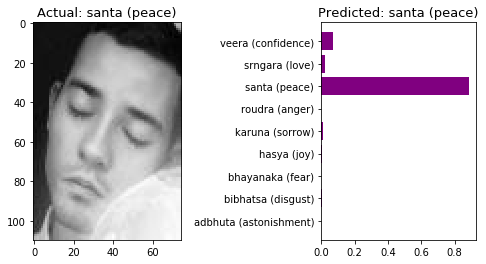 Actual: santa (peace)
0
20
40
60
80
100
0 20 40 60
Predicted: santa (peace)
veera (confidence)
srngara (love)
santa (peace)
roudra (anger)
karuna (sorrow)
hasya (joy)
bhayanaka (fear)
bibhatsa (disgust)
adbhuta (astonishment)
0.0 0.2 0.4 0.6 0.8